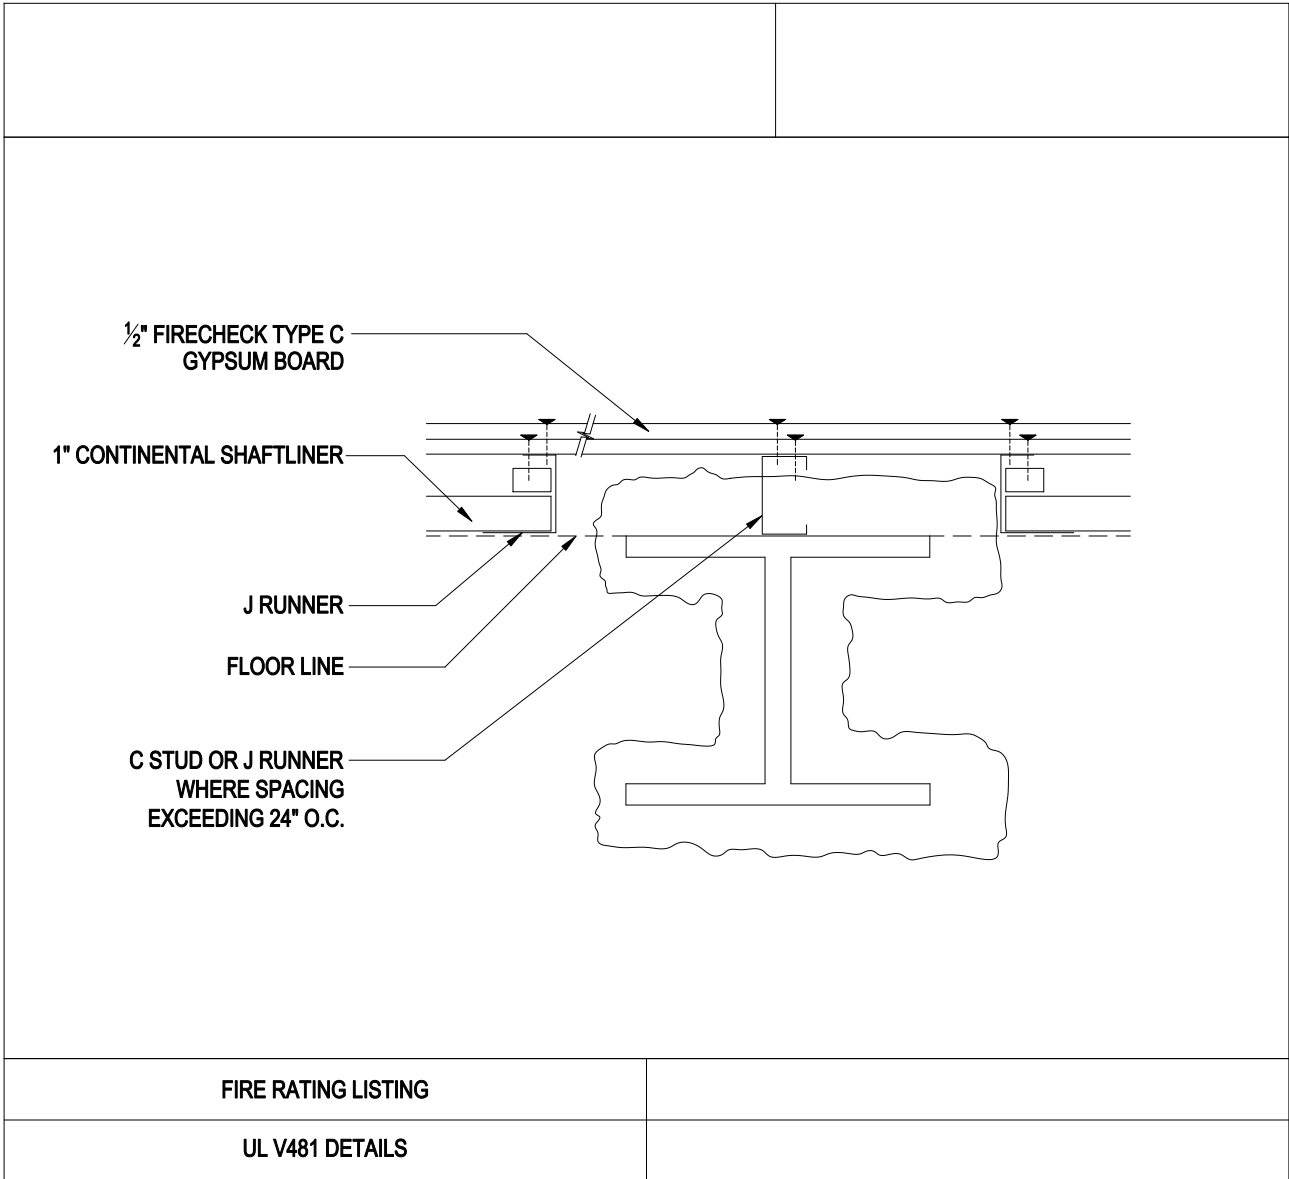 ½" FIRECHECK TYPE C
GYPSUM BOARD
1" CONTINENTAL SHAFTLINER
J RUNNER
FLOOR LINE
C STUD OR J RUNNER
WHERE SPACING
EXCEEDING 24" O.C.
FIRE RATING LISTING
UL V481 DETAILS